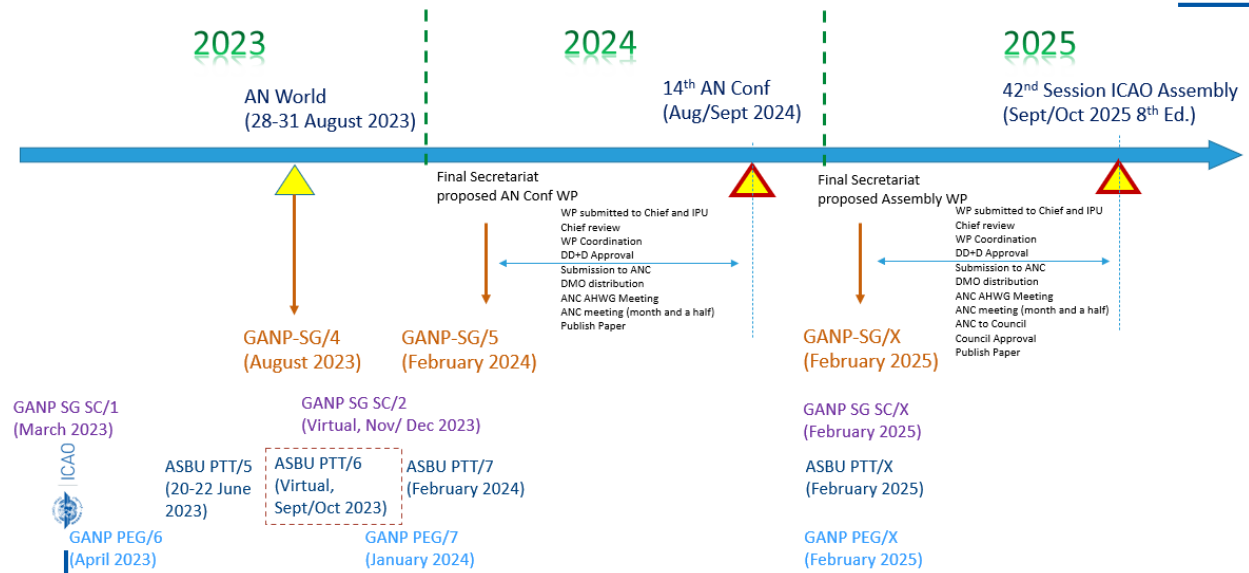 2023
2024
2025
AN World
(28-31 August 2023)
14th AN Conf
(Aug/Sept 2024)
42nd Session ICAO Assembly
(Sept/Oct 2025 8th Ed.)
Final Secretariat
proposed AN Conf WP
WP submitted to Chief and IPU
Chief review
WP Coordination
DD+D Approval
Submission to ANC
DMO distribution
ANC AHWG Meeting
ANC meeting (month and a half)
Publish Paper
Final Secretariat
proposed Assembly WP
WP submitted to Chief and IPU
Chief review
WP Coordination
DD+D Approval
Submission to ANC
DMO distribution
ANC AHWG Meeting
ANC meeting (month and a half)
ANC to Council
Council Approval
Publish Paper
GANP-SG/4
(August 2023)
GANP-SG/5
(February 2024)
GANP-SG/X
(February 2025)
GANP SG SC/1
(March 2023)
GANP SG SC/2
(Virtual, Nov/ Dec 2023)
GANP SG SC/X
(February 2025)
ICAO
ASBU PTT/5
(20-22 June
2023)
ASBU PTT/6
(Virtual,
Sept/Oct 2023)
ASBU PTT/7
(February 2024)
ASBU PTT/X
(February 2025)
GANP PEG/6
(April 2023)
GANP PEG/7
(January 2024)
GANP PEG/X
(February 2025)